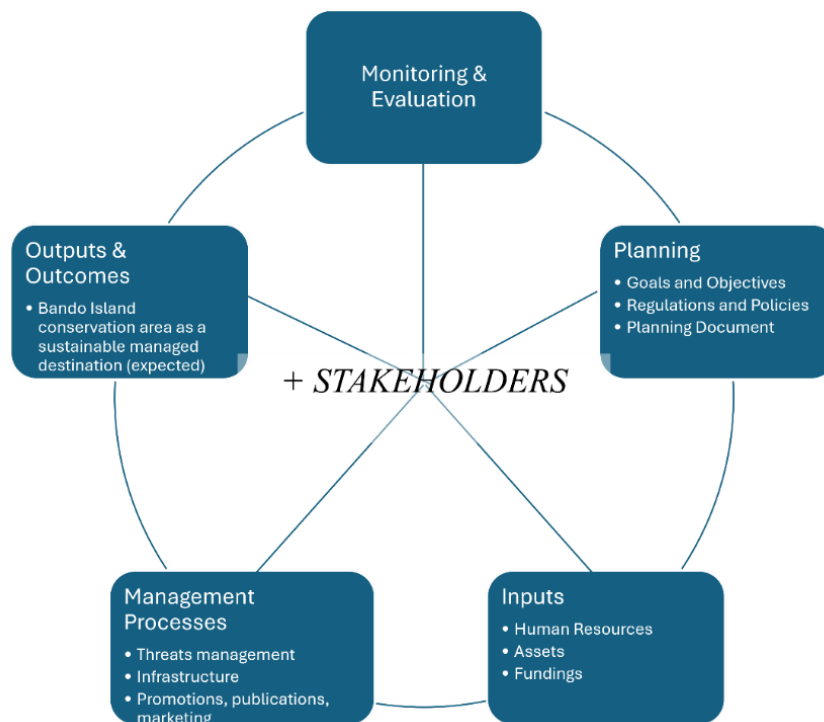 Monitoring &
Evaluation
Outputs &
Outcomes
• Bando Island
conservation area as a
sustainable managed
destination (expected)
Planning
• Goals and Objectives
• Regulations and Policies
• Planning Document
+ STAKEHOLDERS
Management
Processes
• Threats management
• Infrastructure
• Promotions, publications,
marketing
Inputs
• Human Resources
• Assets
• Fundings